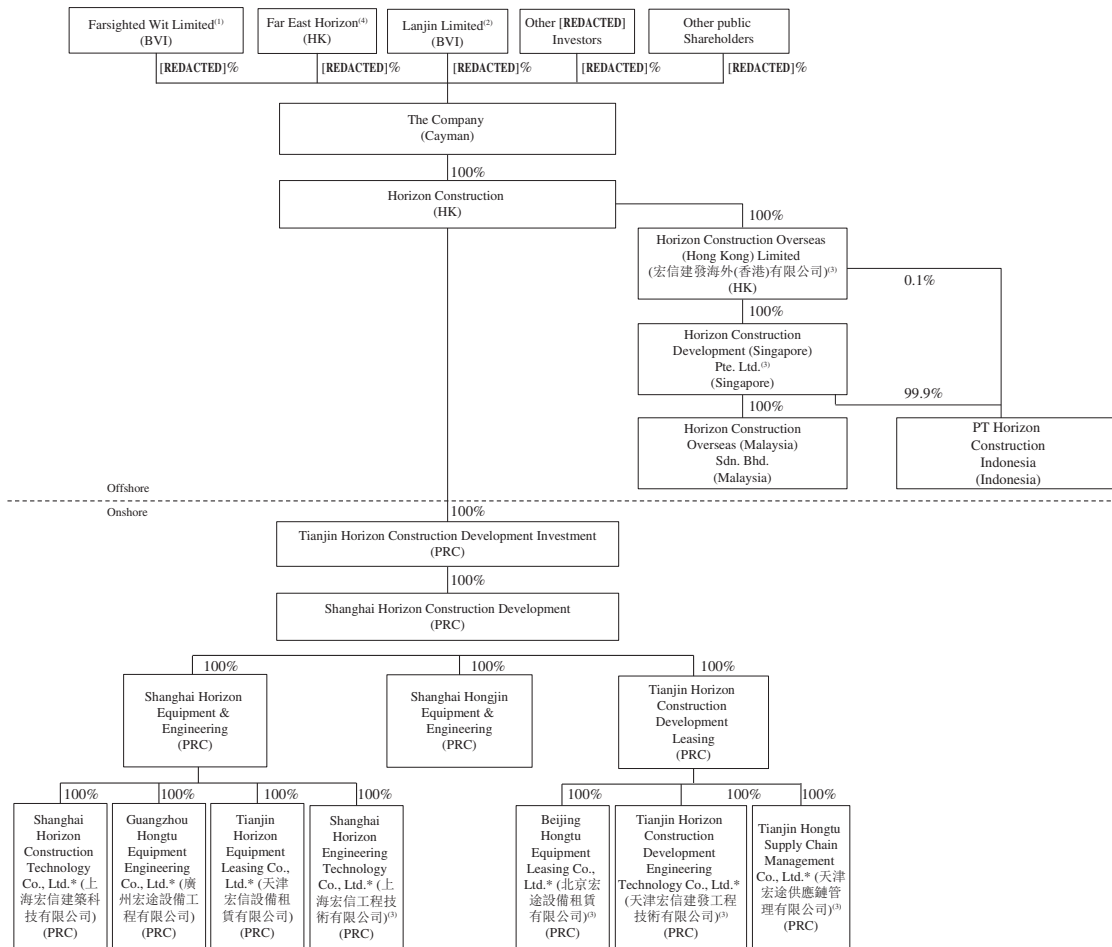 Farsighted Wit Limited(1)
(BVI)
Far East Horizon(4)
(HK)
Lanjin Limited(2)
(BVI)
Other [REDACTED]
Investors
Other public
Shareholders
[REDACTED]%
[REDACTED]%
[REDACTED]%
[REDACTED]%
[REDACTED]%
The Company
(Cayman)
100%
Horizon Construction
(HK)
100%
Horizon Construction Overseas
(Hong Kong) Limited
(宏信建發海外(香港)有限公司)(3)
(HK)
0.1%
100%
Horizon Construction
Development (Singapore)
Pte. Ltd.(3)
(Singapore)
99.9%
100%
Horizon Construction
Overseas (Malaysia)
Sdn. Bhd.
(Malaysia)
PT Horizon
Construction
Indonesia
(Indonesia)
Offshore
Onshore
100%
Tianjin Horizon Construction Development Investment
(PRC)
100%
Shanghai Horizon Construction Development
(PRC)
100%
100%
100%
Shanghai Horizon
Equipment &
Engineering
(PRC)
Shanghai Hongjin
Equipment &
Engineering
(PRC)
Tianjin Horizon
Construction
Development
Leasing
(PRC)
100%
100%
100%
100%
100%
100%
100%
Shanghai
Horizon
Construction
Technology
Co., Ltd.* (上
海宏信建築科
技有限公司)
(PRC)
Guangzhou
Hongtu
Equipment
Engineering
Co., Ltd.* (廣
州宏途設備工
程有限公司)
(PRC)
Tianjin
Horizon
Equipment
Leasing Co.,
Ltd.* (天津
宏信設備租
賃有限公司)
(PRC)
Shanghai
Horizon
Engineering
Technology
Co., Ltd.* (上
海宏信工程技
術有限公司)(3)
(PRC)
Beijing
Hongtu
Equipment
Leasing Co.,
Ltd.* (北京宏
途設備租賃
有限公司)(3)
(PRC)
Tianjin Horizon
Construction
Development
Engineering
Technology Co., Ltd.*
(天津宏信建發工程
技術有限公司)(3)
(PRC)
Tianjin Hongtu
Supply Chain
Management
Co., Ltd.* (天津
宏途供應鏈管
理有限公司)(3)
(PRC)